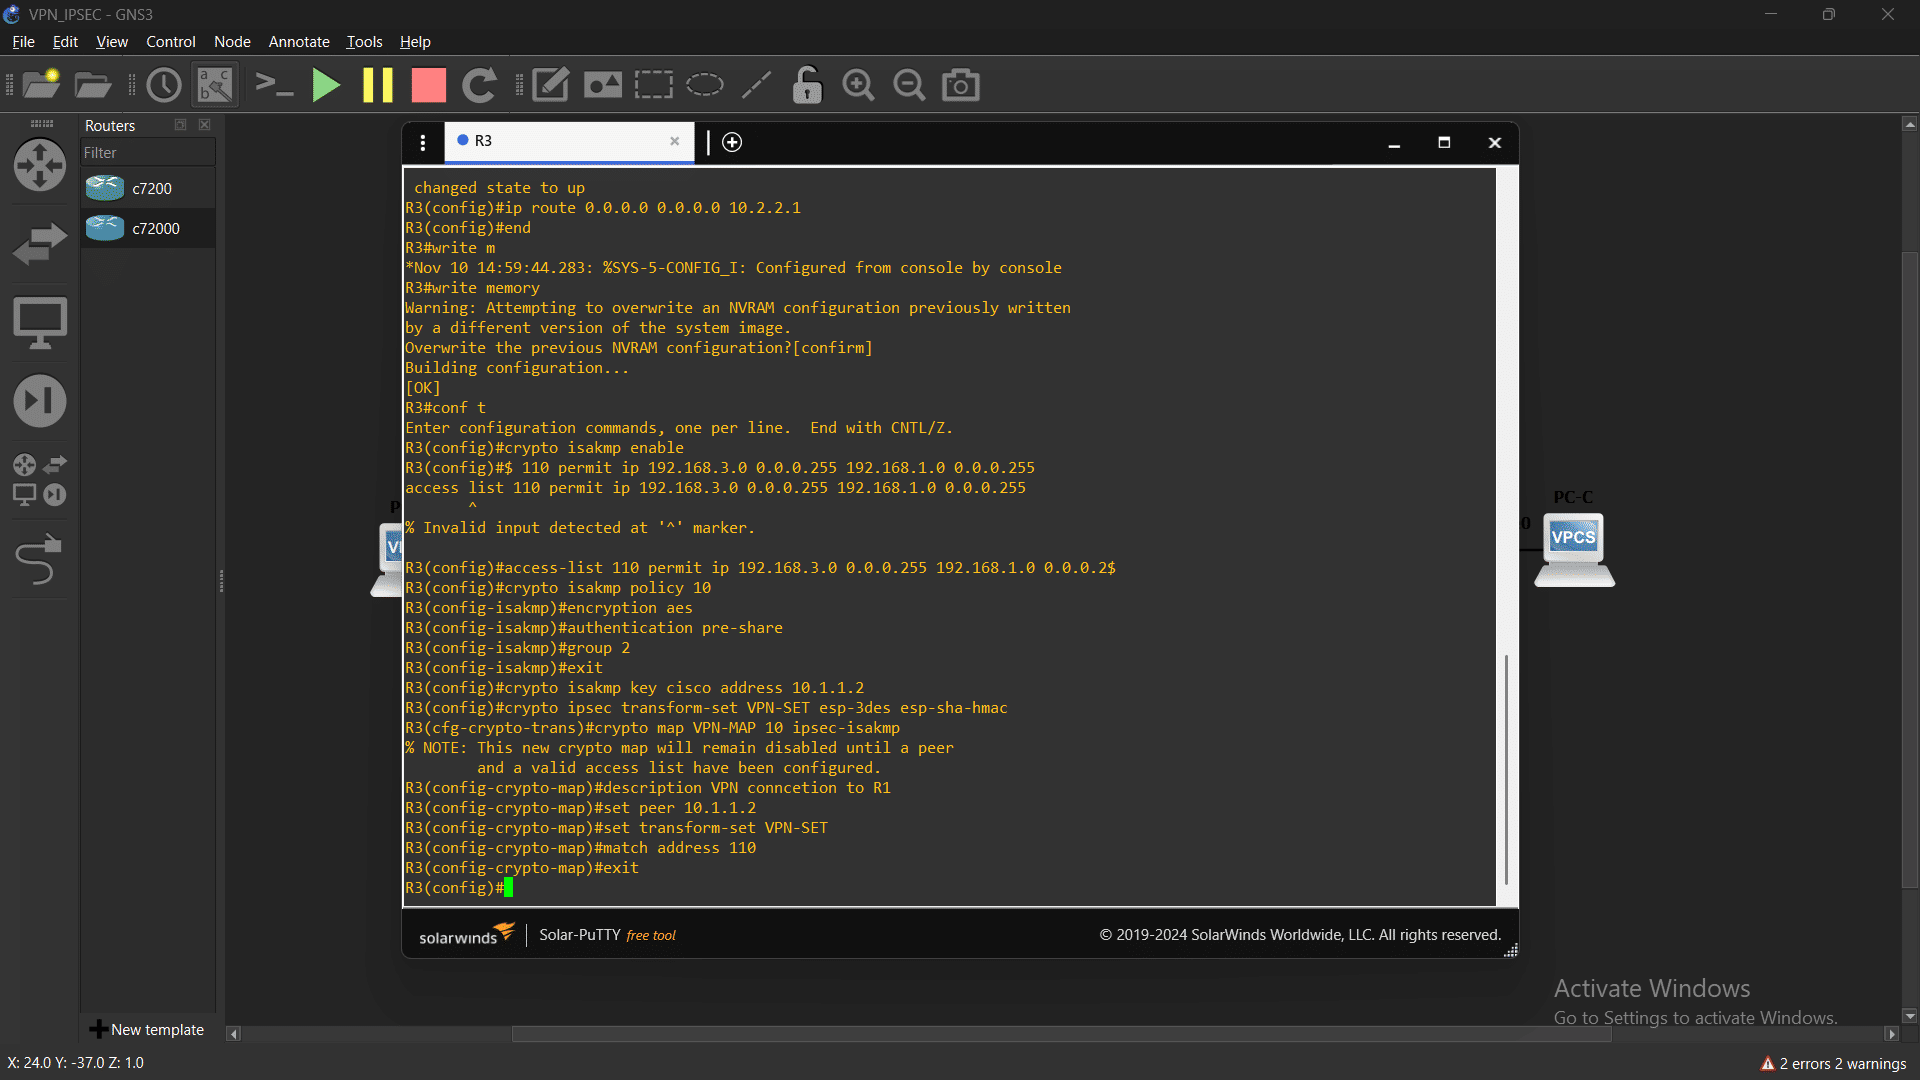 VPN_IPSEC - GNS3
File Edit View Control Node Annotate Tools Help
Routers
Filter
c7200
c72000
New template
R3
changed state to up
R3(config)#ip route 0.0.0.0 0.0.0.0 10.2.2.1
R3(config)#end
R3#write m
*Nov 10 14:59:44.283: %SYS-5-CONFIG_I: Configured from console by console
R3#write memory
Warning: Attempting to overwrite an NVRAM configuration previously written
by a different version of the system image.
Overwrite the previous NVRAM configuration?[confirm]
Building configuration...
[OK]
R3#conf t
Enter configuration commands, one per line.  End with CNTL/Z.
R3(config)#crypto isakmp enable
R3(config)#$ 110 permit ip 192.168.3.0 0.0.0.255 192.168.1.0 0.0.0.255
access list 110 permit ip 192.168.3.0 0.0.0.255 192.168.1.0 0.0.0.255
^
% Invalid input detected at '^' marker.
R3(config)#access-list 110 permit ip 192.168.3.0 0.0.0.255 192.168.1.0 0.0.0.2$
R3(config)#crypto isakmp policy 10
R3(config-isakmp)#encryption aes
R3(config-isakmp)#authentication pre-share
R3(config-isakmp)#group 2
R3(config-isakmp)#exit
R3(config)#crypto isakmp key cisco address 10.1.1.2
R3(config)#crypto ipsec transform-set VPN-SET esp-3des esp-sha-hmac
R3(cfg-crypto-trans)#crypto map VPN-MAP 10 ipsec-isakmp
% NOTE: This new crypto map will remain disabled until a peer
and a valid access list have been configured.
R3(config-crypto-map)#description VPN conncetion to R1
R3(config-crypto-map)#set peer 10.1.1.2
R3(config-crypto-map)#set transform-set VPN-SET
R3(config-crypto-map)#match address 110
R3(config-crypto-map)#exit
R3(config)#
solarwinds
Solar-PuTTY free tool
© 2019-2024 SolarWinds Worldwide, LLC. All rights reserved.
PC-C
VPCS
Activate Windows
Go to Settings to activate Windows.
X: 24.0 Y: -37.0 Z: 1.0
2 errors 2 warnings